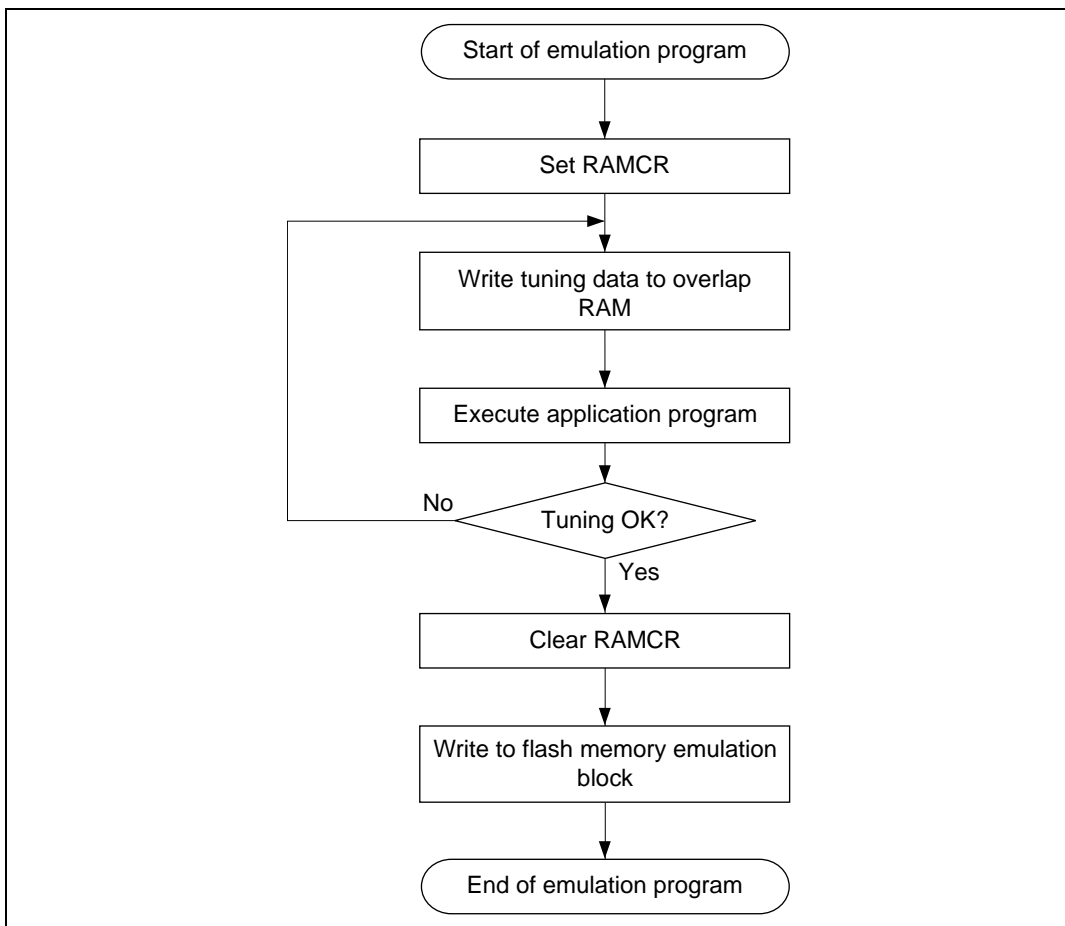 Start of emulation program
Set RAMCR
Write tuning data to overlap
RAM
Execute application program
No
Tuning OK?
Yes
Clear RAMCR
Write to flash memory emulation
block
End of emulation program